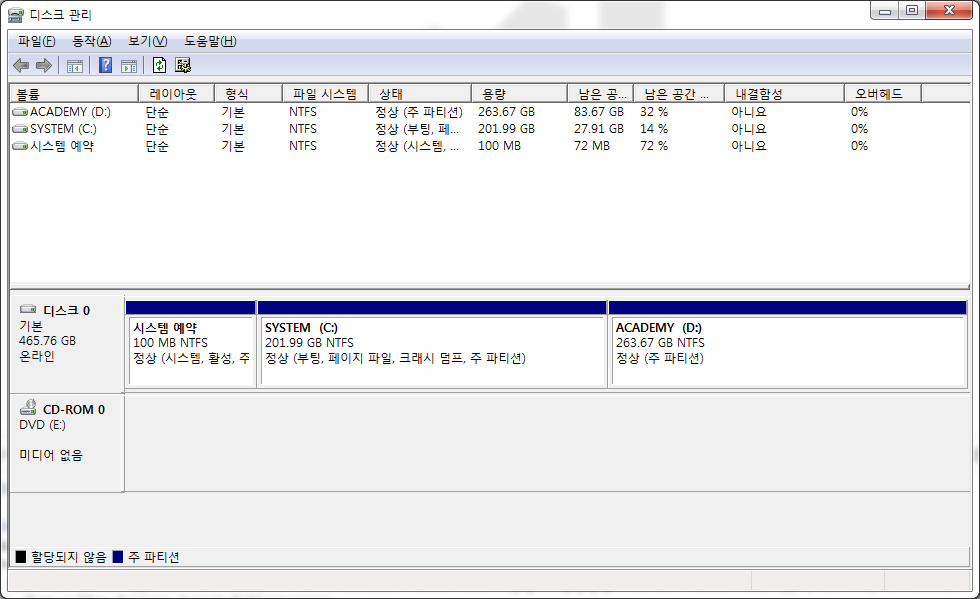 디스크 관리
파일(F) 동작(A) 보기(V) 도움말(H)
볼륨 레이아웃 형식 파일 시스템 상태 용량 남은 공... 남은 공간 ... 내결함성 오버헤드
ACADEMY (D:) 단순 기본 NTFS 정상 (주 파티션) 263.67 GB 83.67 GB 32 % 아니요 0%
SYSTEM (C:) 단순 기본 NTFS 정상 (부팅, 페... 201.99 GB 27.91 GB 14 % 아니요 0%
시스템 예약 단순 기본 NTFS 정상 (시스템, ... 100 MB 72 MB 72 % 아니요 0%
디스크 0
기본
465.76 GB
온라인
시스템 예약
100 MB NTFS
정상 (시스템, 활성, 주
SYSTEM (C:)
201.99 GB NTFS
정상 (부팅, 페이지 파일, 크래시 덤프, 주 파티션)
ACADEMY (D:)
263.67 GB NTFS
정상 (주 파티션)
CD-ROM 0
DVD (E:)
미디어 없음
할당되지 않음 주 파티션